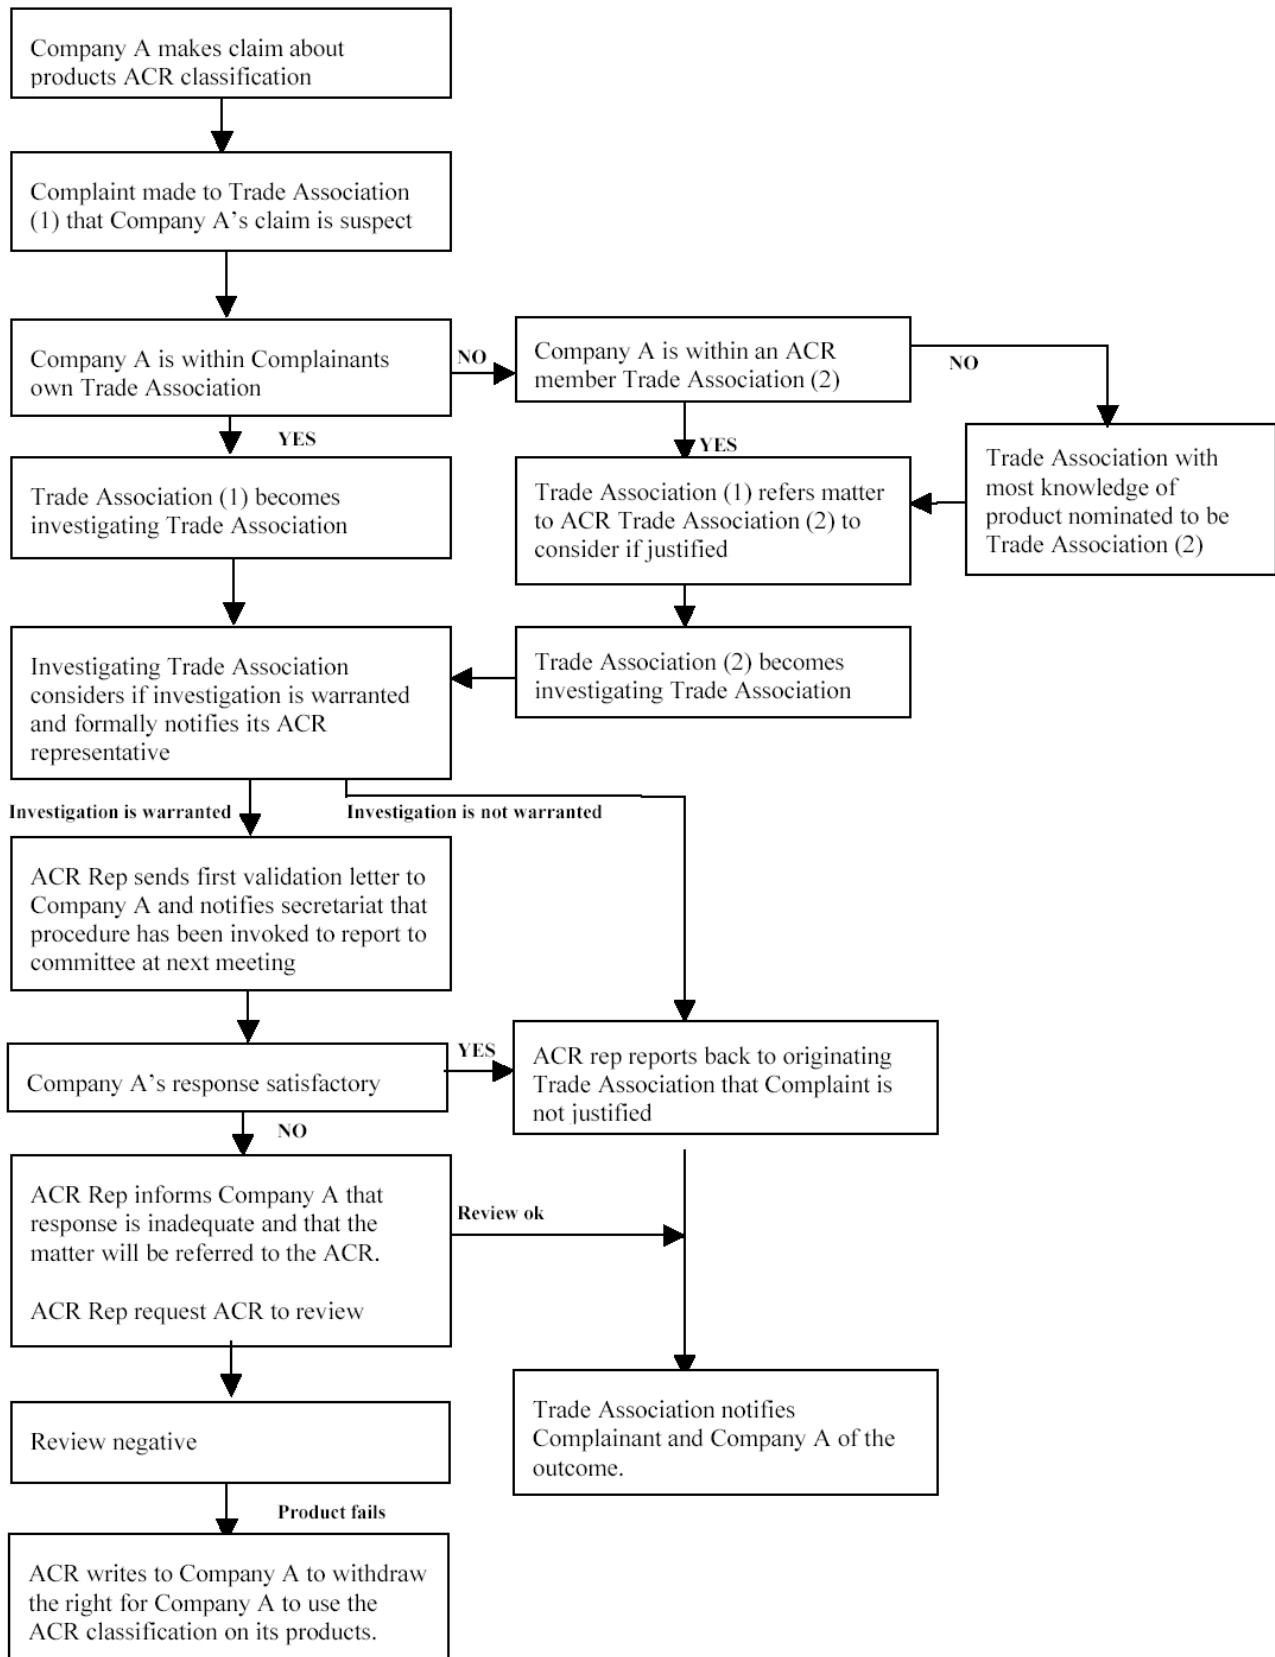 Company A makes claim about
products ACR classification
Complaint made to Trade Association
(1) that Company A's claim is suspect
Company A is within Complainants
own Trade Association
NO
Company A is within an ACR
member Trade Association (2)
NO
YES
YES
Trade Association (1) becomes
investigating Trade Association
Trade Association (1) refers matter
to ACR Trade Association (2) to
consider if justified
Trade Association with
most knowledge of
product nominated to be
Trade Association (2)
Investigating Trade Association
considers if investigation is warranted
and formally notifies its ACR
representative
Trade Association (2) becomes
investigating Trade Association
Investigation is warranted
Investigation is not warranted
ACR Rep sends first validation letter to
Company A and notifies secretariat that
procedure has been invoked to report to
committee at next meeting
Company A's response satisfactory
YES
ACR rep reports back to originating
Trade Association that Complaint is
not justified
NO
ACR Rep informs Company A that
response is inadequate and that the
matter will be referred to the ACR.
ACR Rep request ACR to review
Review ok
Review negative
Trade Association notifies
Complainant and Company A of the
outcome.
Product fails
ACR writes to Company A to withdraw
the right for Company A to use the
ACR classification on its products.